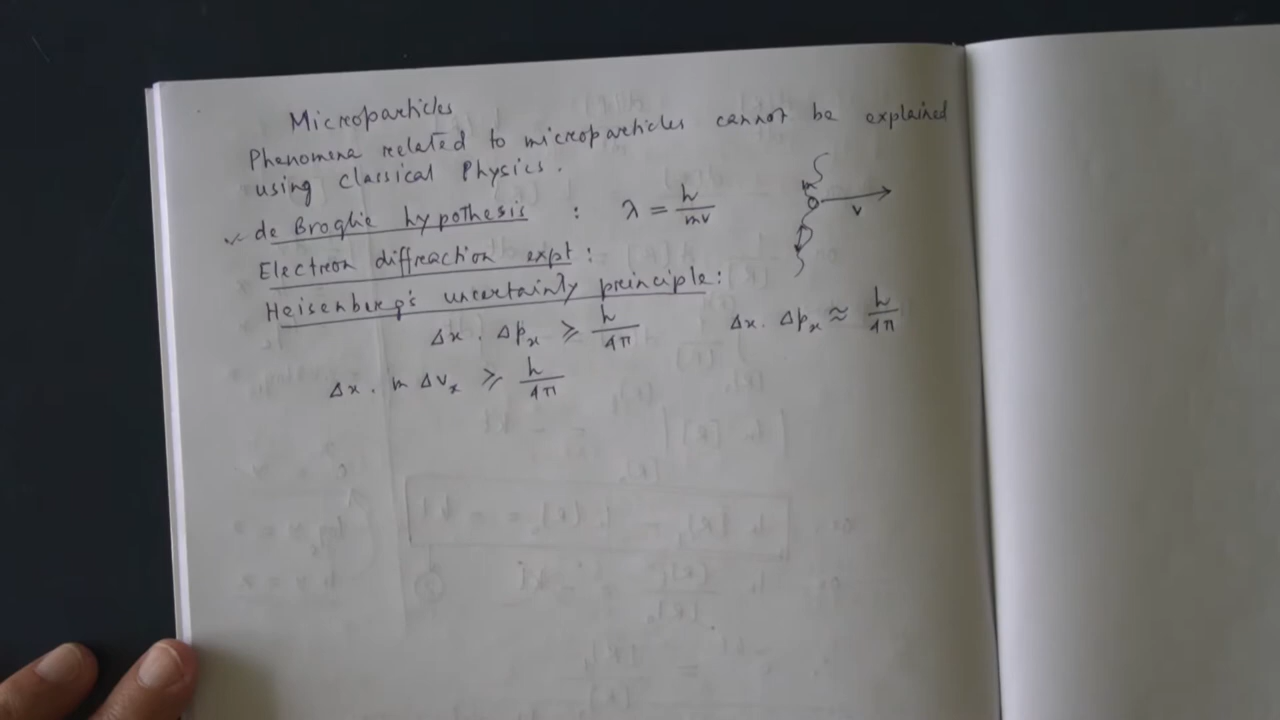 Microparticles
Phenomena related to microparticles cannot be explained
using Classical Physics.
de Broglie hypothesis : λ = h/mv
m
v
Electron diffraction expt :
Heisenberg's uncertainty principle :
Δx . Δpₓ ≥ h/4π    Δx . Δpₓ ≈ h/4π
Δx . m Δvₓ ≥ h/4π